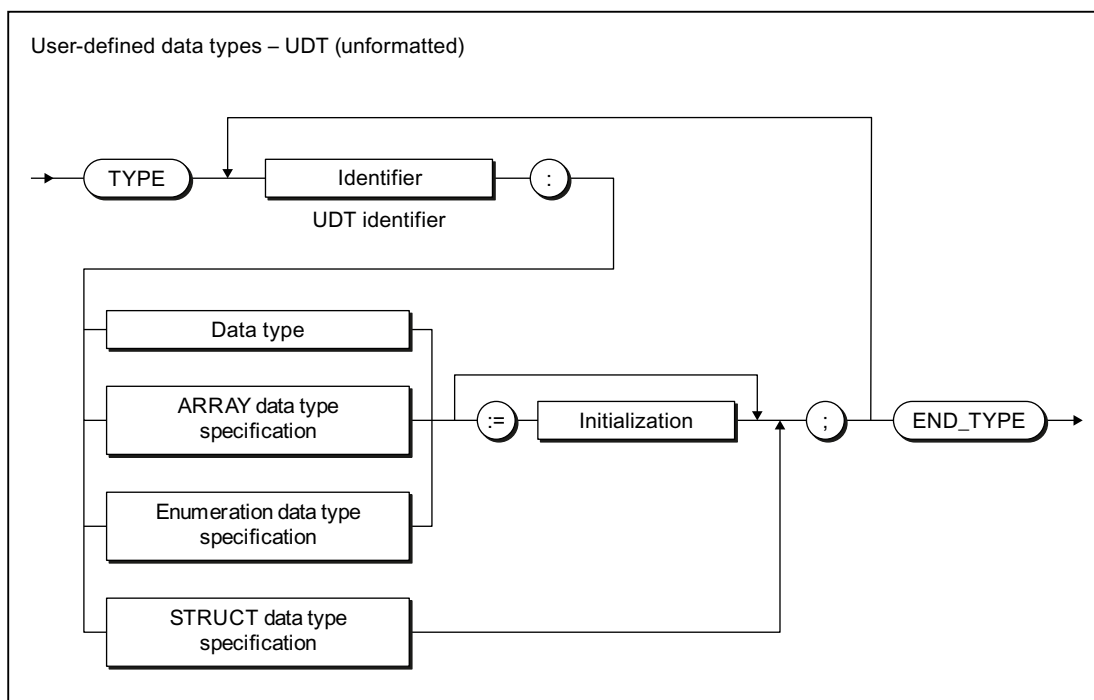 User-defined data types – UDT (unformatted)
TYPE
Identifier
:
UDT identifier
Data type
ARRAY data type
specification
:=
Initialization
;
END_TYPE
Enumeration data type
specification
STRUCT data type
specification